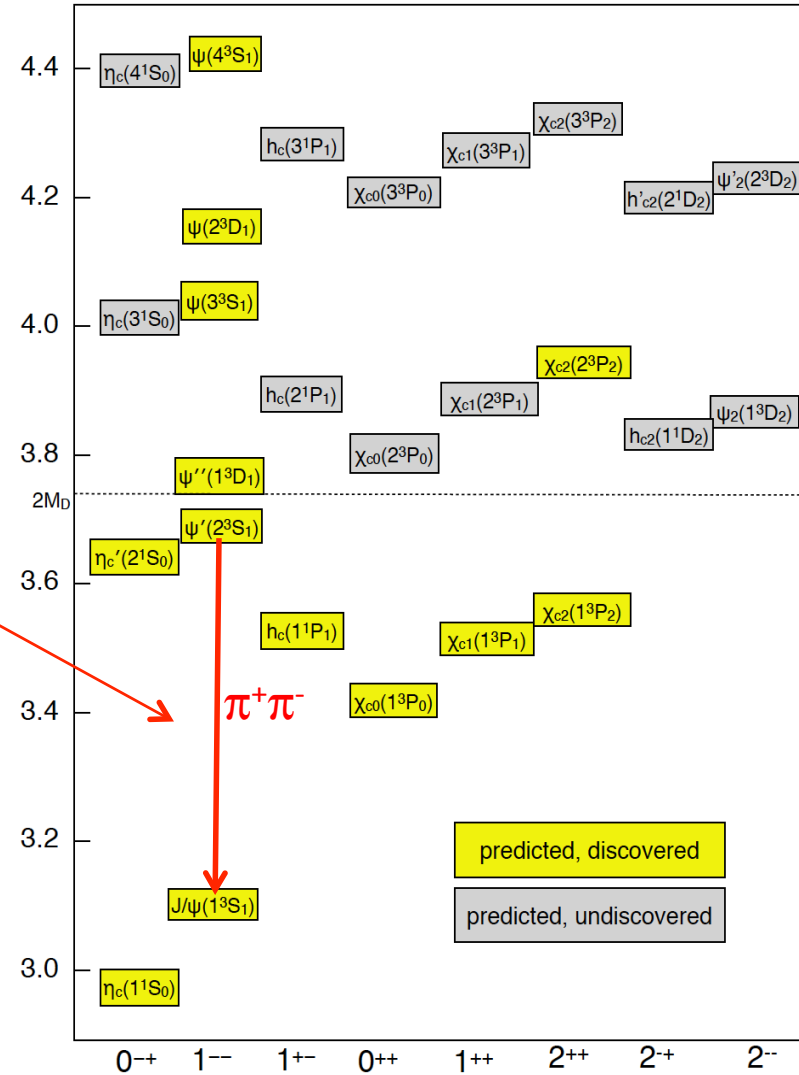 4.4
ηc(4¹S₀)
ψ(4³S₁)
hc(3¹P₁)
χc0(3³P₀)
χc1(3³P₁)
χc2(3³P₂)
h'c2(2¹D₂)
ψ'₂(2³D₂)
4.2
ψ(2³D₁)
ψ(3³S₁)
4.0
ηc(3¹S₀)
hc(2¹P₁)
χc0(2³P₀)
χc1(2³P₁)
χc2(2³P₂)
hc2(1¹D₂)
ψ₂(1³D₂)
3.8
ψ''(1³D₁)
2M_D
ψ′(2³S₁)
ηc′(2¹S₀)
3.6
hc(1¹P₁)
χc0(1³P₀)
χc1(1³P₁)
χc2(1³P₂)
π⁺π⁻
3.4
3.2
predicted, discovered
predicted, undiscovered
J/ψ(1³S₁)
3.0
ηc(1¹S₀)
0⁻⁺ 1⁻⁻ 1⁺⁻ 0⁺⁺ 1⁺⁺ 2⁺⁺ 2⁻⁺ 2⁻⁻